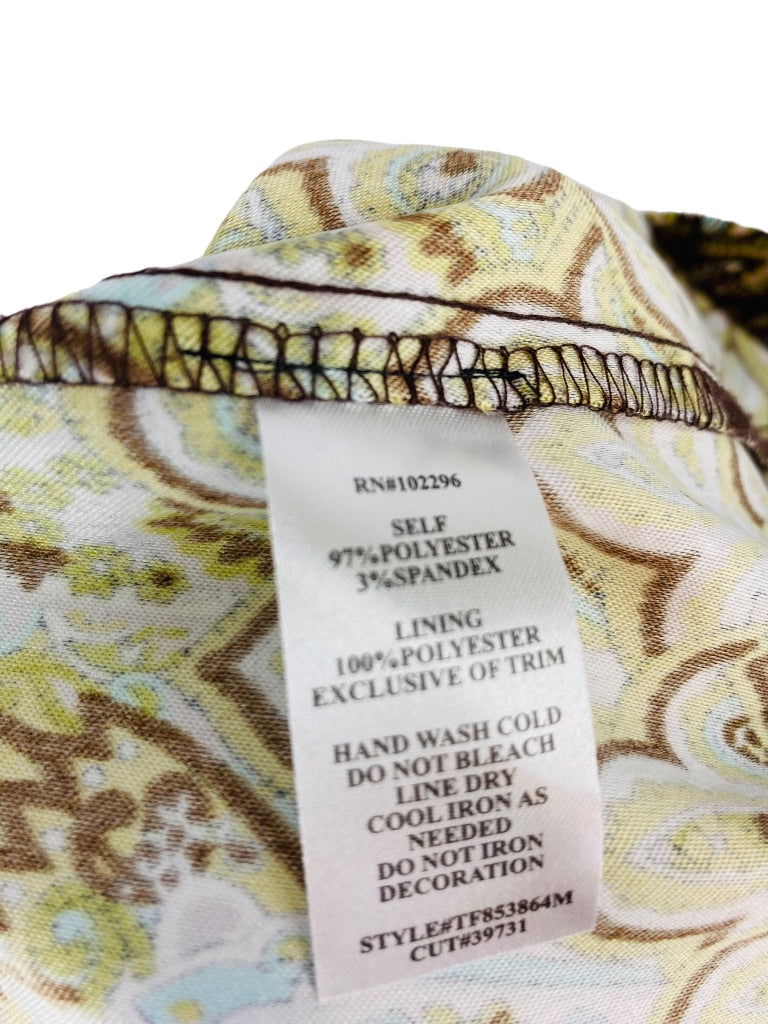 RN#102296
SELF
97%POLYESTER
3%SPANDEX
LINING
100%POLYESTER
EXCLUSIVE OF TRIM
HAND WASH COLD
DO NOT BLEACH
LINE DRY
COOL IRON AS
NEEDED
DO NOT IRON
DECORATION
STYLE#TF853864M
CUT#39731